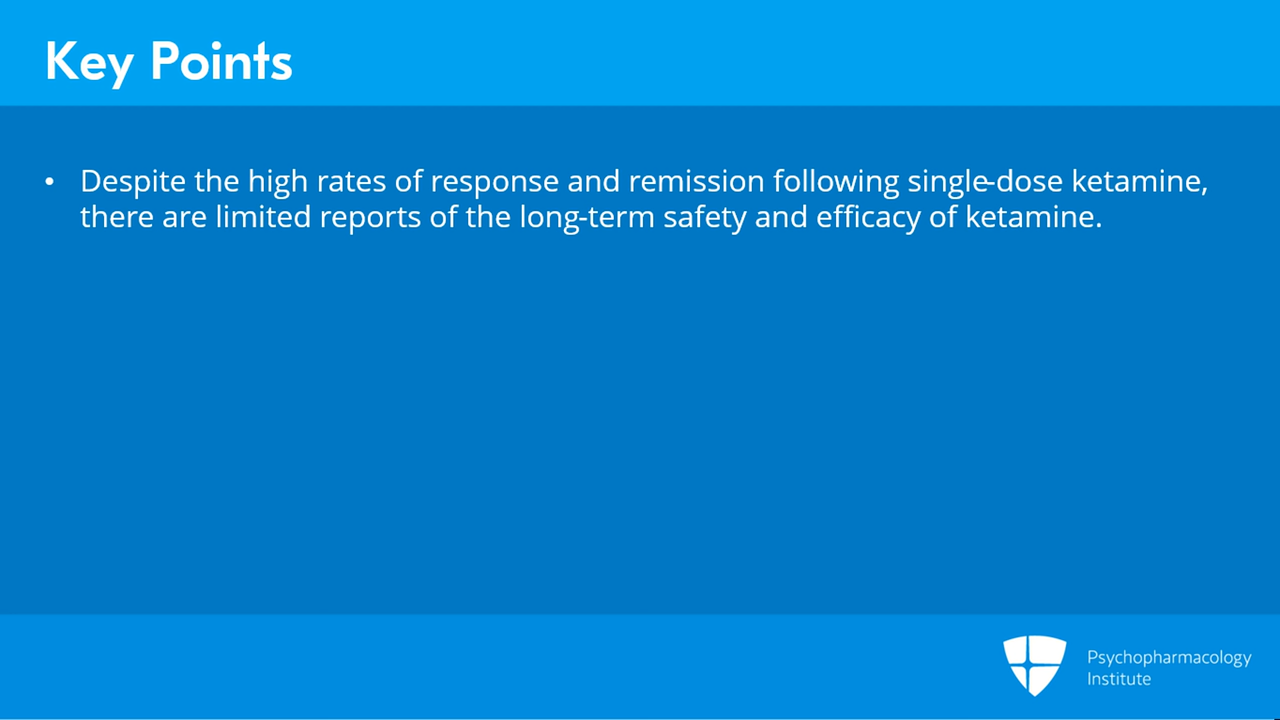 Key Points
• Despite the high rates of response and remission following single-dose ketamine,
there are limited reports of the long-term safety and efficacy of ketamine.
Psychopharmacology
Institute